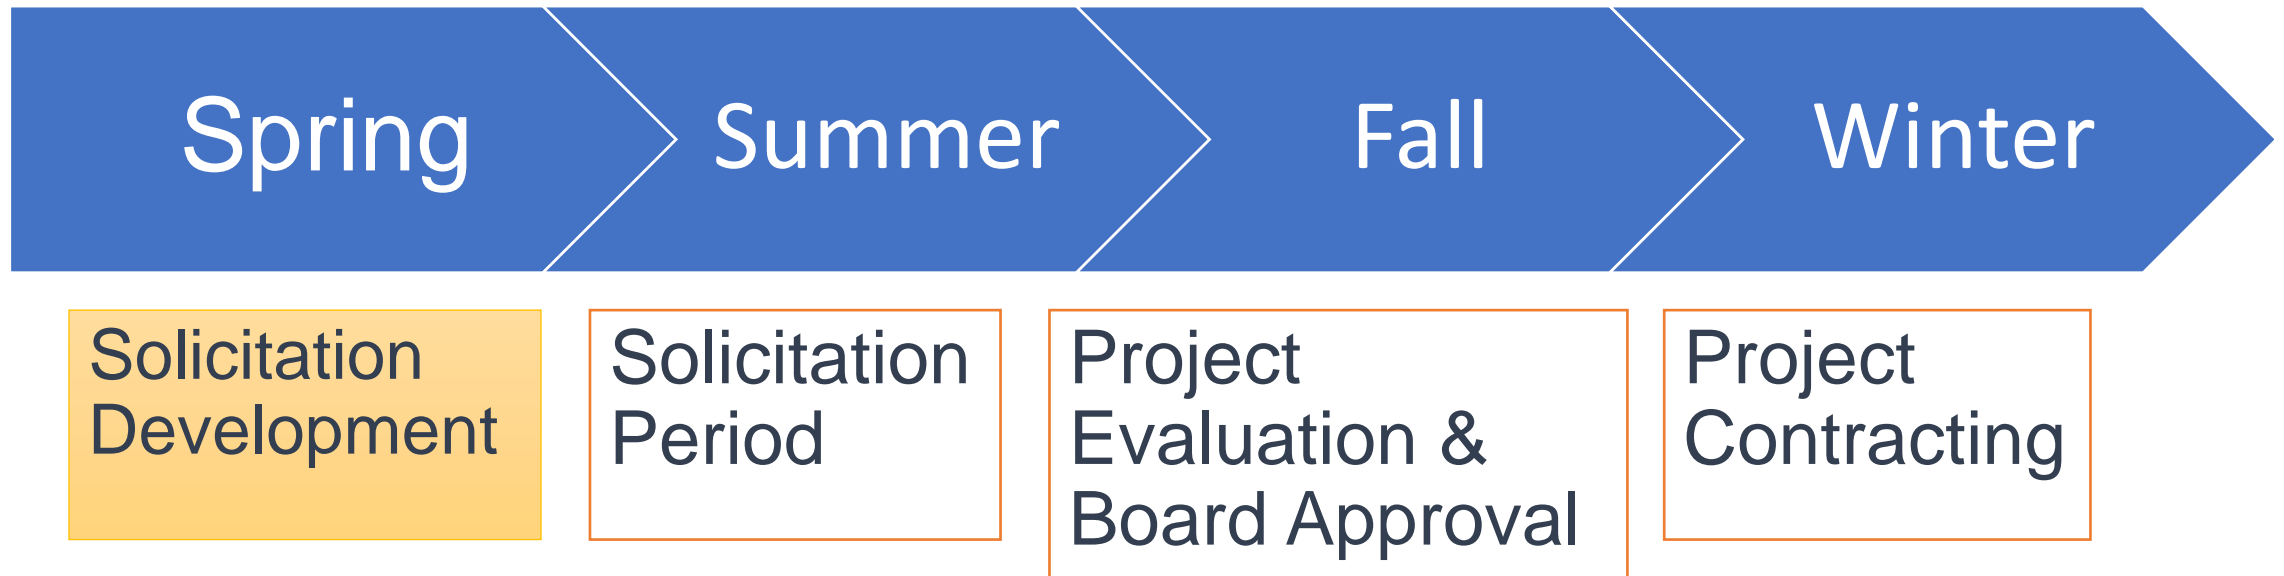 Spring
Summer
Fall
Winter
Solicitation
Development
Solicitation
Period
Project
Evaluation &
Board Approval
Project
Contracting